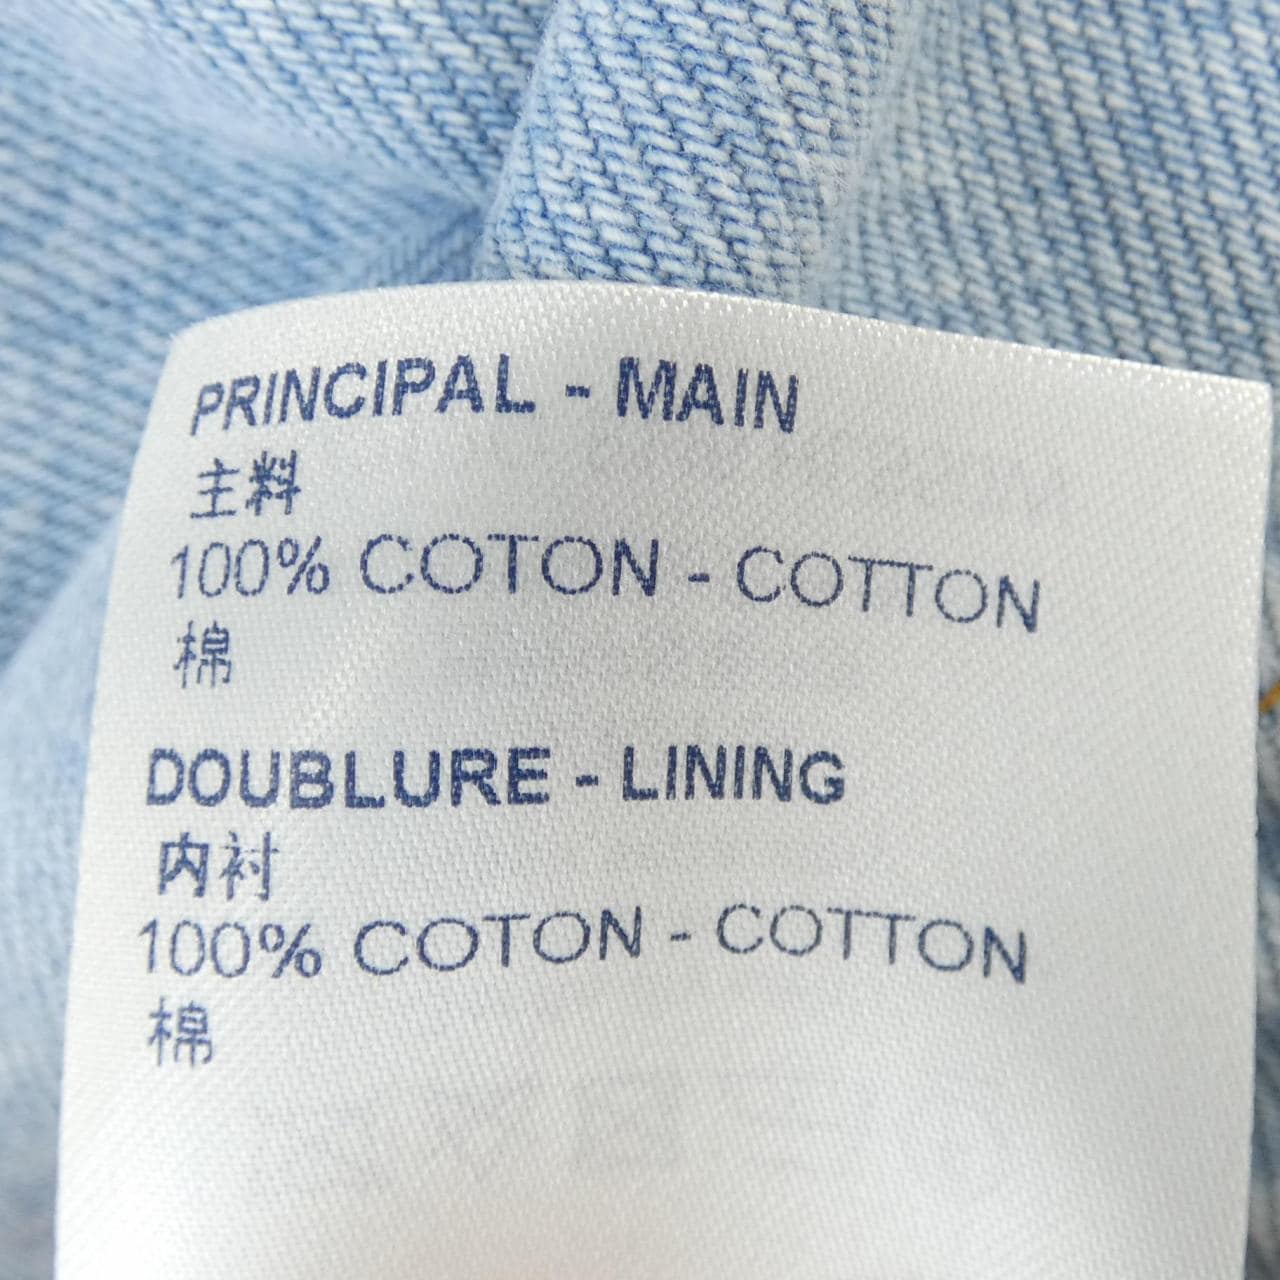 PRINCIPAL - MAIN
主料
100% COTON - COTTON
棉
DOUBLURE - LINING
内衬
100% COTON - COTTON
棉